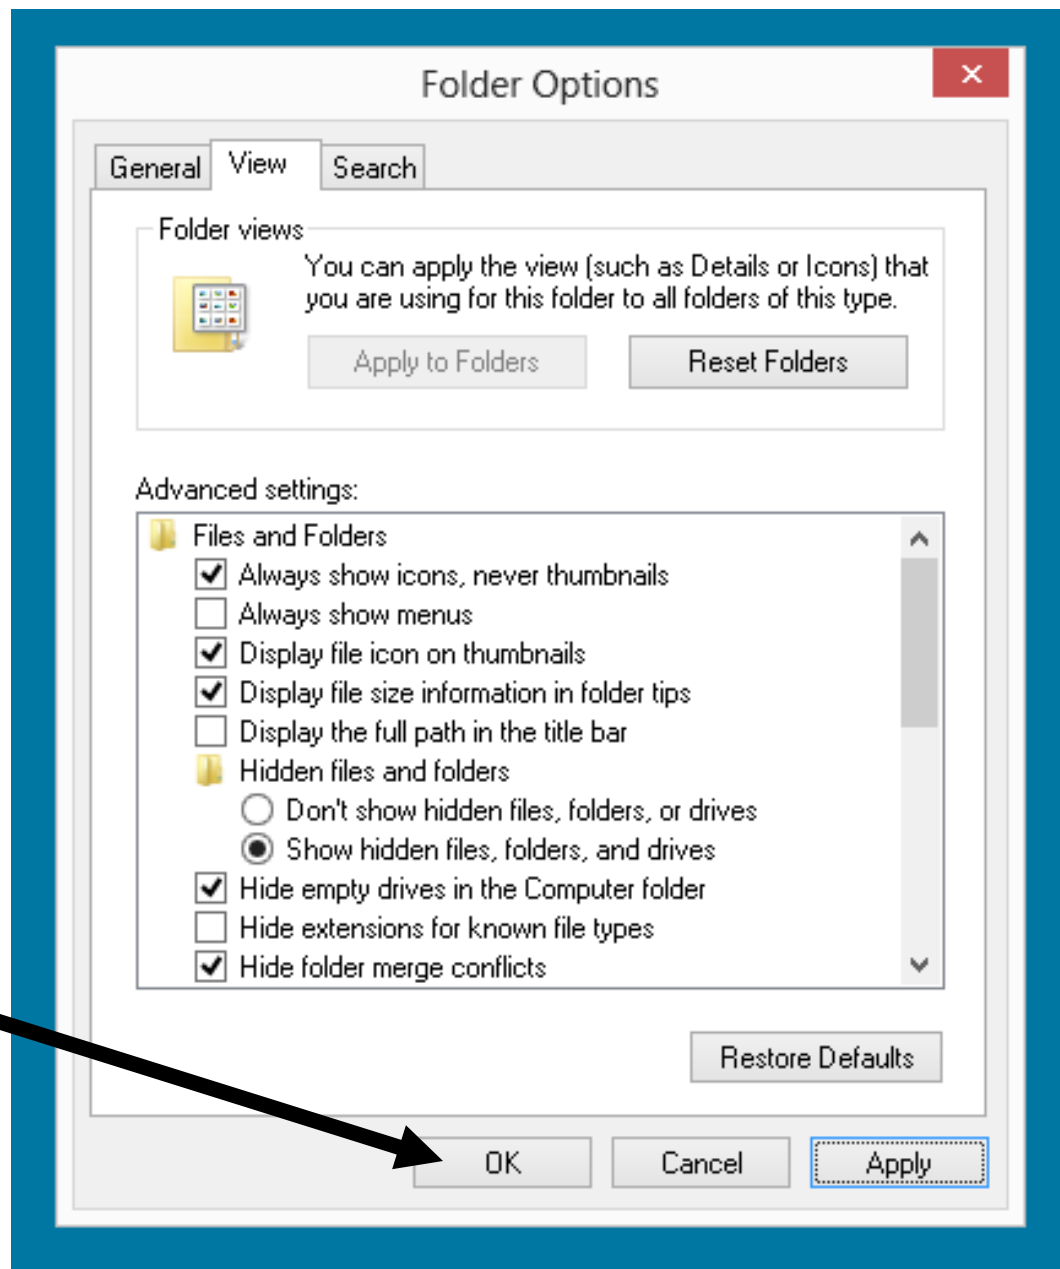 Folder Options
General View Search
Folder views
You can apply the view (such as Details or Icons) that
you are using for this folder to all folders of this type.
Apply to Folders Reset Folders
Advanced settings:
Files and Folders
Always show icons, never thumbnails
Always show menus
Display file icon on thumbnails
Display file size information in folder tips
Display the full path in the title bar
Hidden files and folders
Don't show hidden files, folders, or drives
Show hidden files, folders, and drives
Hide empty drives in the Computer folder
Hide extensions for known file types
Hide folder merge conflicts
Restore Defaults
OK Cancel Apply